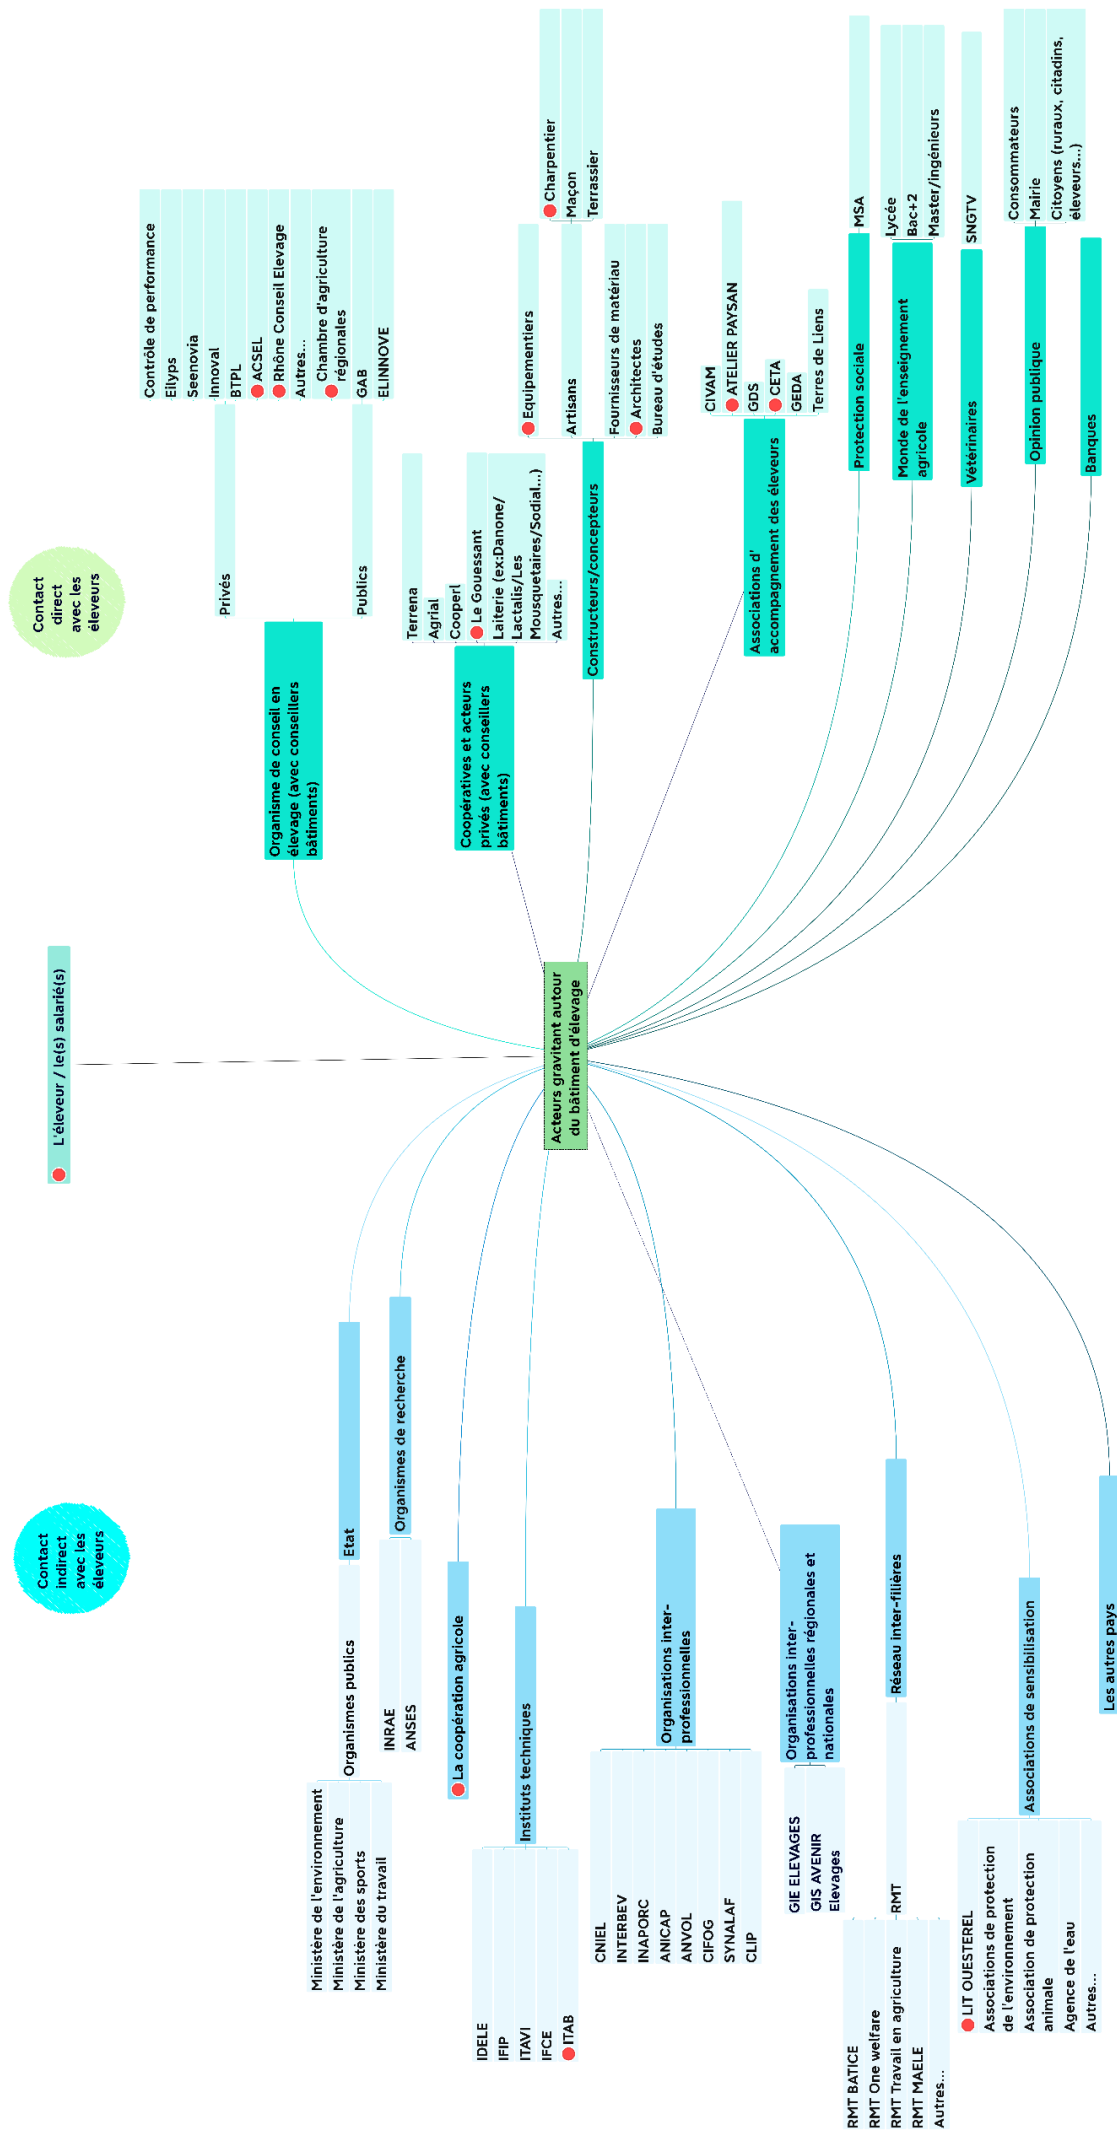 Contact
indirect
avec les
éleveurs
L'éleveur / le(s) salarié(s)
Contact
direct
avec les
éleveurs
Acteurs gravitant autour
du bâtiment d'élevage
Etat
Organismes publics
Ministère de l'environnement
Ministère de l'agriculture
Ministère des sports
Ministère du travail
Organismes de recherche
INRAE
ANSES
La coopération agricole
Instituts techniques
IDELE
IFIP
ITAVI
IFCE
ITAB
Organisations inter-
professionnelles
CNIEL
INTERBEV
INAPORC
ANICAP
ANVOL
CIFOG
SYNALAF
CLIP
Organisations inter-
professionnelles régionales et
nationales
GIE ELEVAGES
GIS AVENIR
Elevages
Réseau inter-filières
RMT
RMT BATICE
RMT One welfare
RMT Travail en agriculture
RMT MAELE
Autres...
Associations de sensibilisation
LIT OUESTEREL
Associations de protection
de l'environnement
Association de protection
animale
Agence de l'eau
Autres...
Les autres pays
Organisme de conseil en
élevage (avec conseillers
bâtiments)
Privés
Contrôle de performance
Eilyps
Seenovia
Innoval
BTPL
ACSEL
Rhône Conseil Elevage
Autres...
Publics
Chambre d'agriculture
régionales
GAB
ELINNOVE
Coopératives et acteurs
privés (avec conseillers
bâtiments)
Terrena
Agrial
Cooperl
Le Gouessant
Laiterie (ex:Danone/
Lactalis/Les
Mousquetaires/Sodial...)
Autres...
Constructeurs/concepteurs
Equipementiers
Artisans
Charpentier
Maçon
Terrassier
Fournisseurs de matériau
Architectes
Bureau d'études
Associations d'
accompagnement des éleveurs
CIVAM
ATELIER PAYSAN
GDS
CETA
GEDA
Terres de Liens
Protection sociale
MSA
Monde de l'enseignement
agricole
Lycée
Bac+2
Master/ingénieurs
Vétérinaires
SNGTV
Opinion publique
Consommateurs
Mairie
Citoyens (ruraux, citadins,
éleveurs...)
Banques